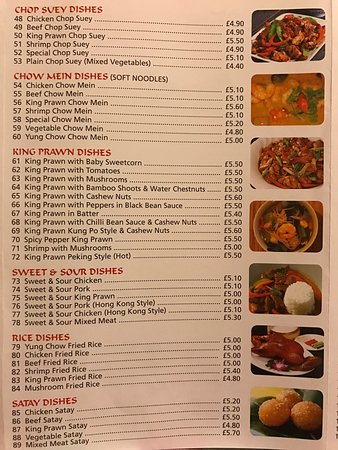 CHOP SUEY DISHES
48 Chicken Chop Suey £4.90
49 Beef Chop Suey £4.90
50 King Prawn Chop Suey £5.50
51 Shrimp Chop Suey
52 Special Chop Suey £5.10
53 Plain Chop Suey (Mixed Vegetables) £4.40
CHOW MEIN DISHES (SOFT NOODLES)
54 Chicken Chow Mein £5.10
55 Beef Chow Mein £5.10
56 King Prawn Chow Mein
57 Shrimp Chow Mein
58 Special Chow Mein £5.20
59 Vegetable Chow Mein £4.80
60 Yung Chow Chow Mein £5.00
KING PRAWN DISHES
61 King Prawn with Baby Sweetcorn £5.50
62 King Prawn with Tomatoes £5.50
63 King Prawn with Mushrooms £5.50
64 King Prawn with Bamboo Shoots & Water Chestnuts £5.50
65 King Prawn with Cashew Nuts £5.60
66 King Prawn with Peppers in Black Bean Sauce £5.50
67 King Prawn in Batter £5.40
68 King Prawn with Chilli Bean Sauce & Cashew Nuts £5.50
69 King Prawn Kung Po Style & Cashew Nuts £5.50
70 Spicy Pepper King Prawn £5.50
71 Shrimp with Mushrooms £5.00
72 King Prawn Peking Style (Hot) £5.50
SWEET & SOUR DISHES
73 Sweet & Sour Chicken £5.10
74 Sweet & Sour Pork £5.10
75 Sweet & Sour King Prawn £5.50
76 Sweet & Sour Pork (Hong Kong Style) £5.10
77 Sweet & Sour Chicken (Hong Kong Style) £5.10
78 Sweet & Sour Mixed Meat £5.30
RICE DISHES
79 Yung Chow Fried Rice £5.00
80 Chicken Fried Rice £5.00
81 Beef Fried Rice £5.00
82 Shrimp Fried Rice
83 King Prawn Fried Rice £5.40
84 Mushroom Fried Rice £4.80
SATAY DISHES
85 Chicken Satay £5.20
86 Beef Satay £5.20
87 King Prawn Satay £5.50
88 Vegetable Satay £4.80
89 Mixed Meat Satay £5.70